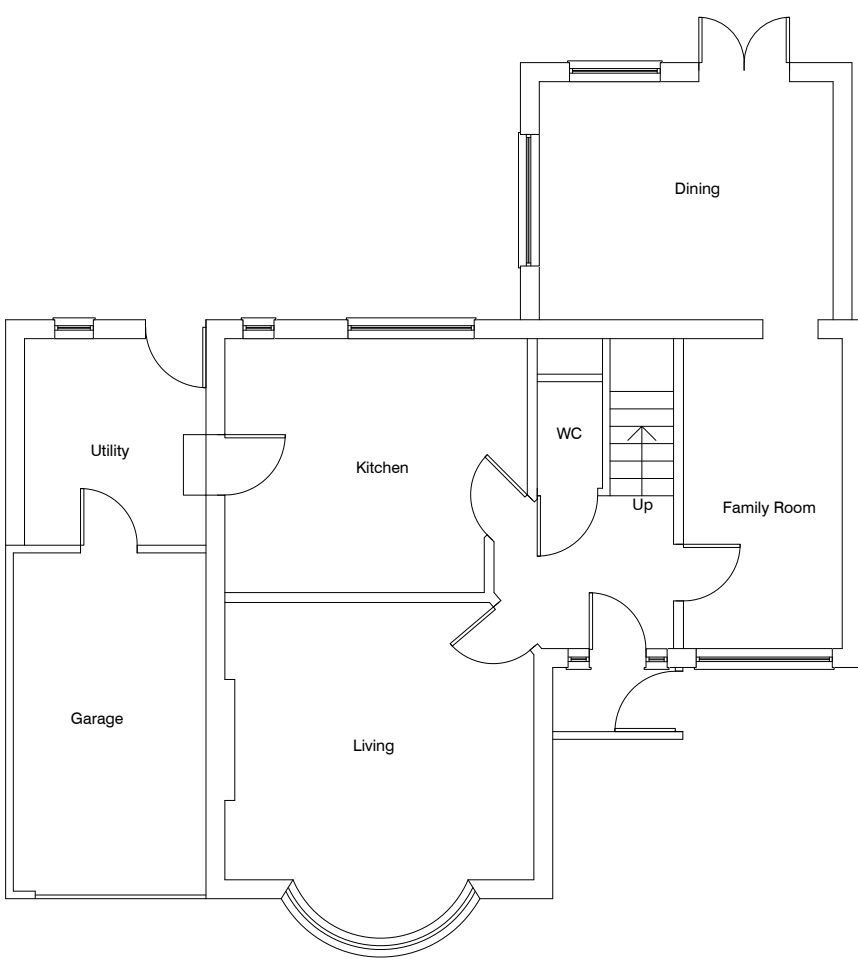 Dining
Utility
Kitchen
WC
Up
Family Room
Garage
Living